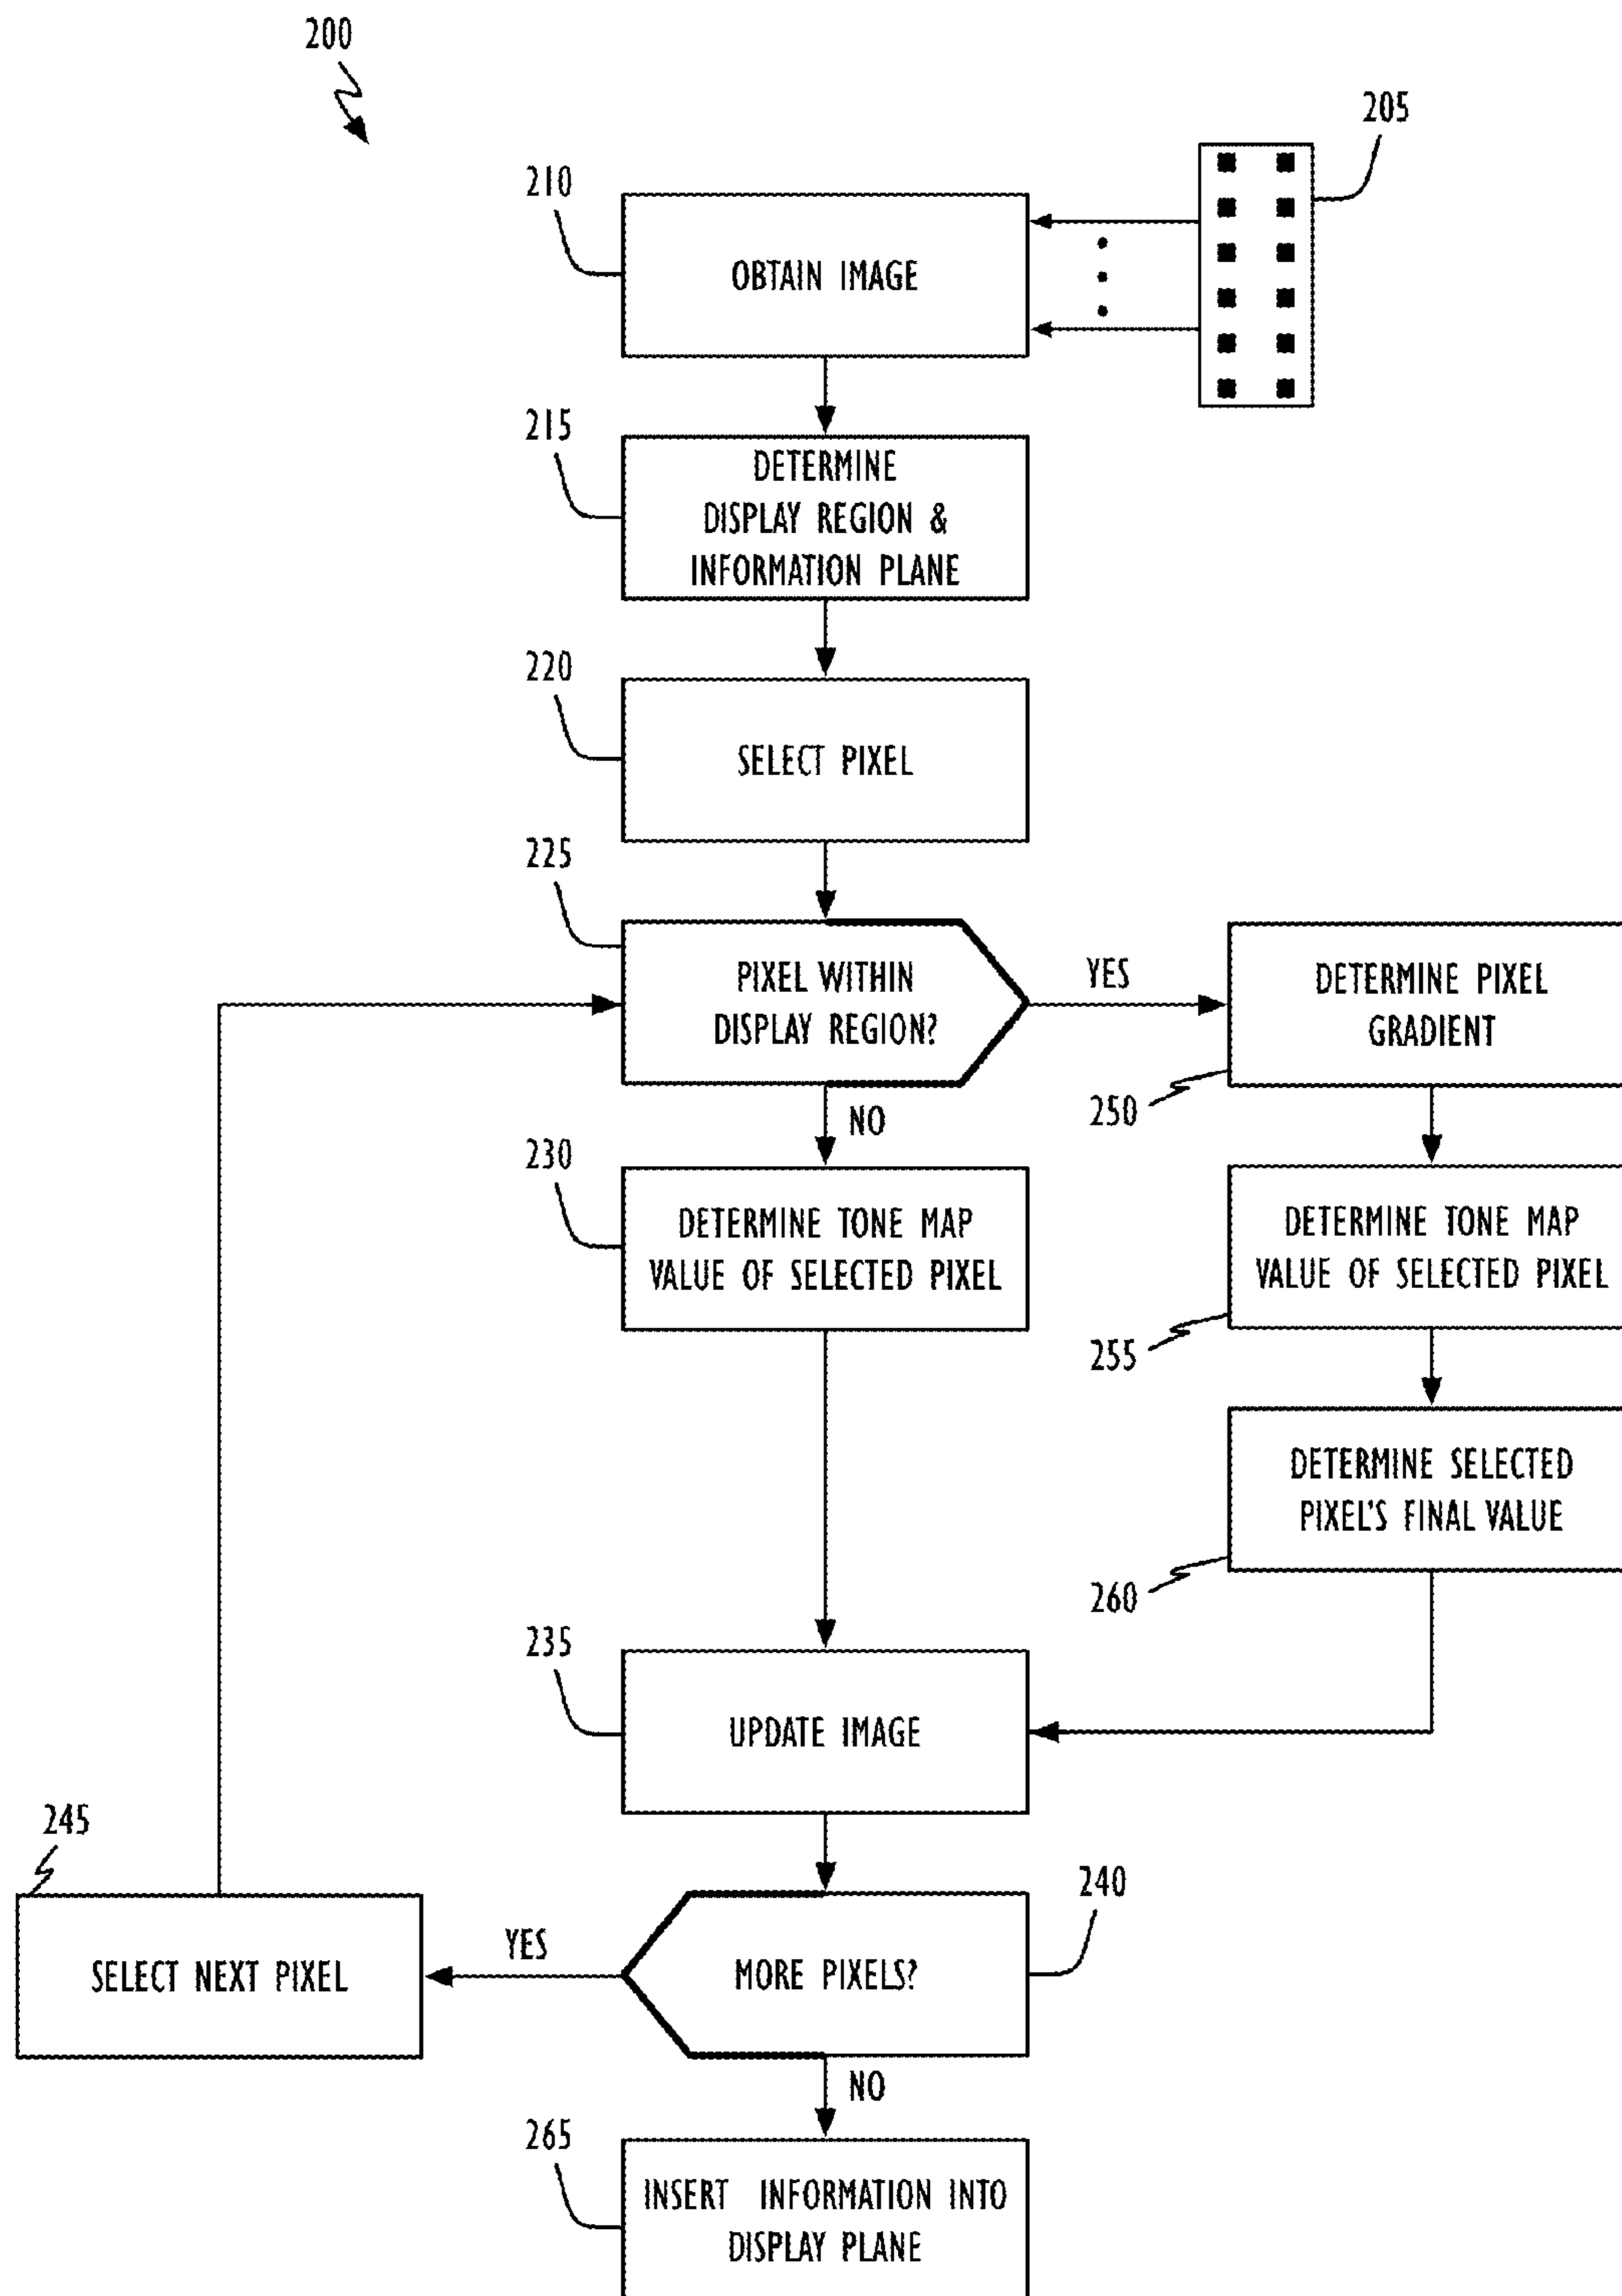 200
205
210
OBTAIN IMAGE
215
DETERMINE
DISPLAY REGION &
INFORMATION PLANE
220
SELECT PIXEL
225
PIXEL WITHIN
DISPLAY REGION?
YES
DETERMINE PIXEL
GRADIENT
250
NO
230
DETERMINE TONE MAP
VALUE OF SELECTED PIXEL
DETERMINE TONE MAP
VALUE OF SELECTED PIXEL
255
DETERMINE SELECTED
PIXEL'S FINAL VALUE
260
235
UPDATE IMAGE
245
SELECT NEXT PIXEL
YES
MORE PIXELS?
240
NO
265
INSERT INFORMATION INTO
DISPLAY PLANE